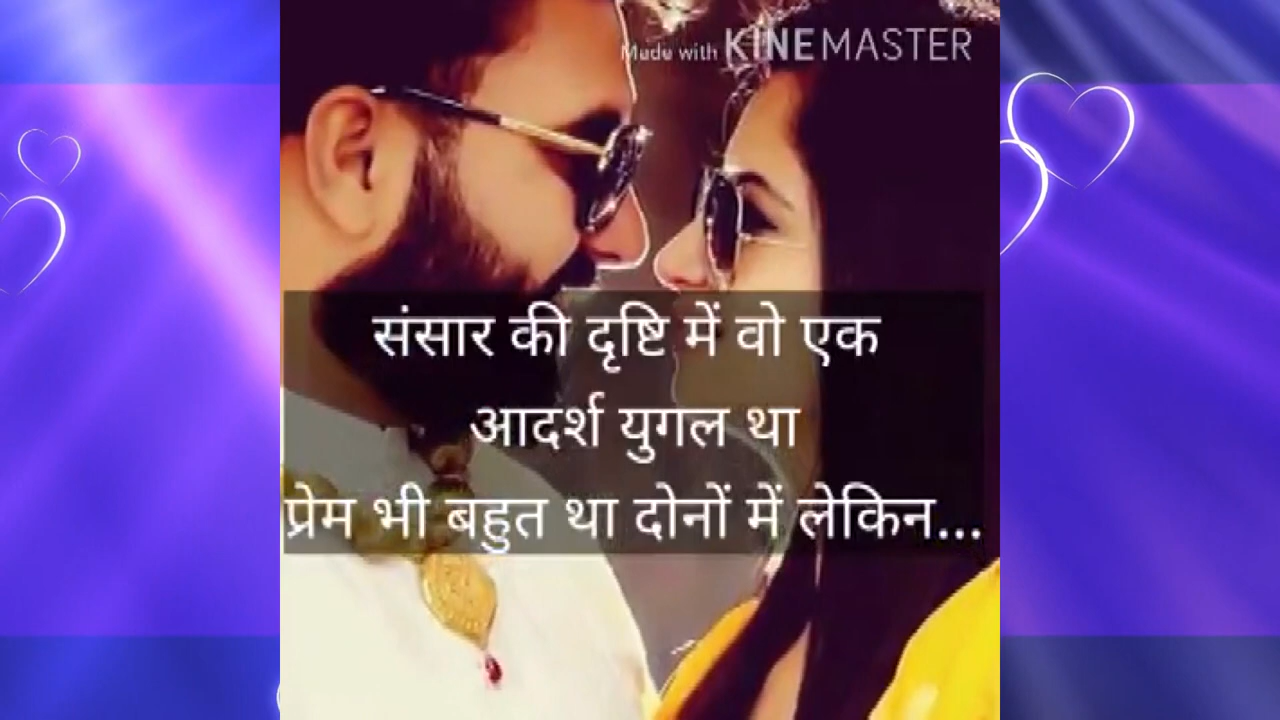 Made with KINEMASTER
संसार की दृष्टि में वो एक
आदर्श युगल था
प्रेम भी बहुत था दोनों में लेकिन...